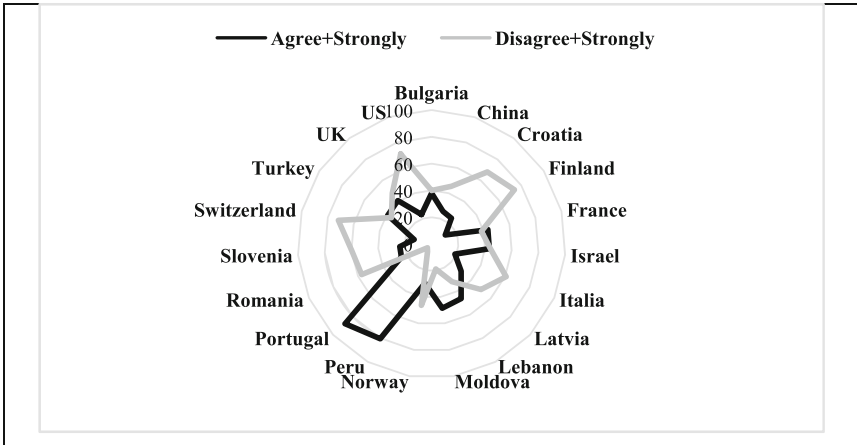 Agree+Strongly Disagree+Strongly
Bulgaria
US 100 China
UK 80 Croatia
Turkey 60 Finland
40
Switzerland 20 France
Slovenia 0 Israel
Romania Italia
Portugal Latvia
Peru Lebanon
Norway Moldova